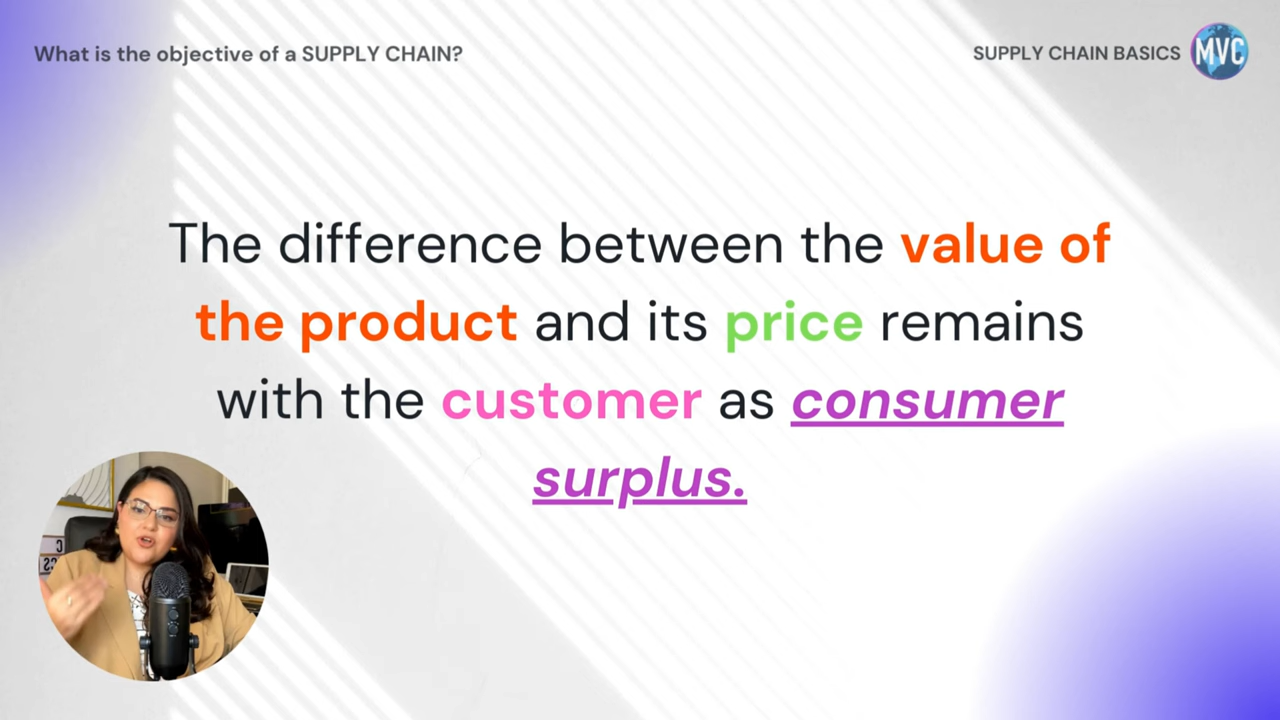 What is the objective of a SUPPLY CHAIN?
SUPPLY CHAIN BASICS MVC
The difference between the value of
the product and its price remains
with the customer as consumer
surplus.